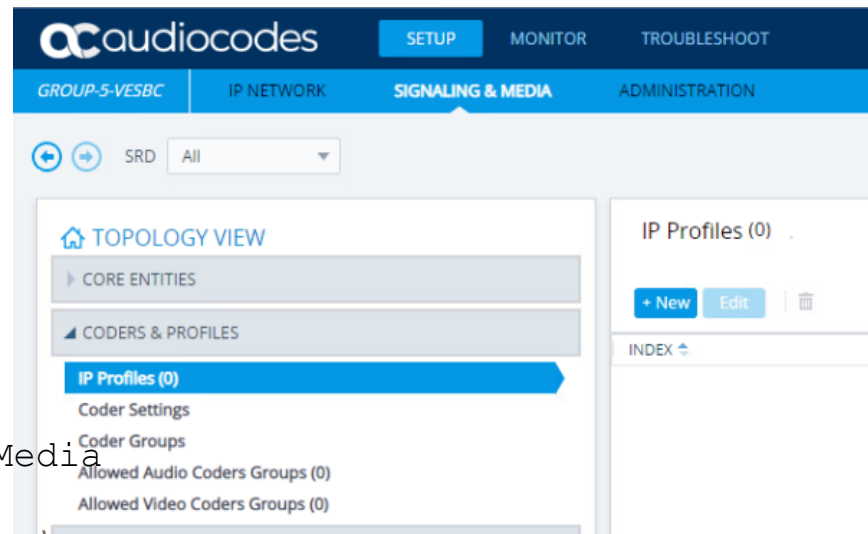 audiocodes SETUP MONITOR TROUBLESHOOT
GROUP-5-VESBC IP NETWORK SIGNALING & MEDIA ADMINISTRATION
SRD All
TOPOLOGY VIEW
CORE ENTITIES
CODERS & PROFILES
IP Profiles (0)
Coder Settings
Coder Groups
Media
Allowed Audio Coders Groups (0)
Allowed Video Coders Groups (0)
IP Profiles (0)
+ New Edit
INDEX